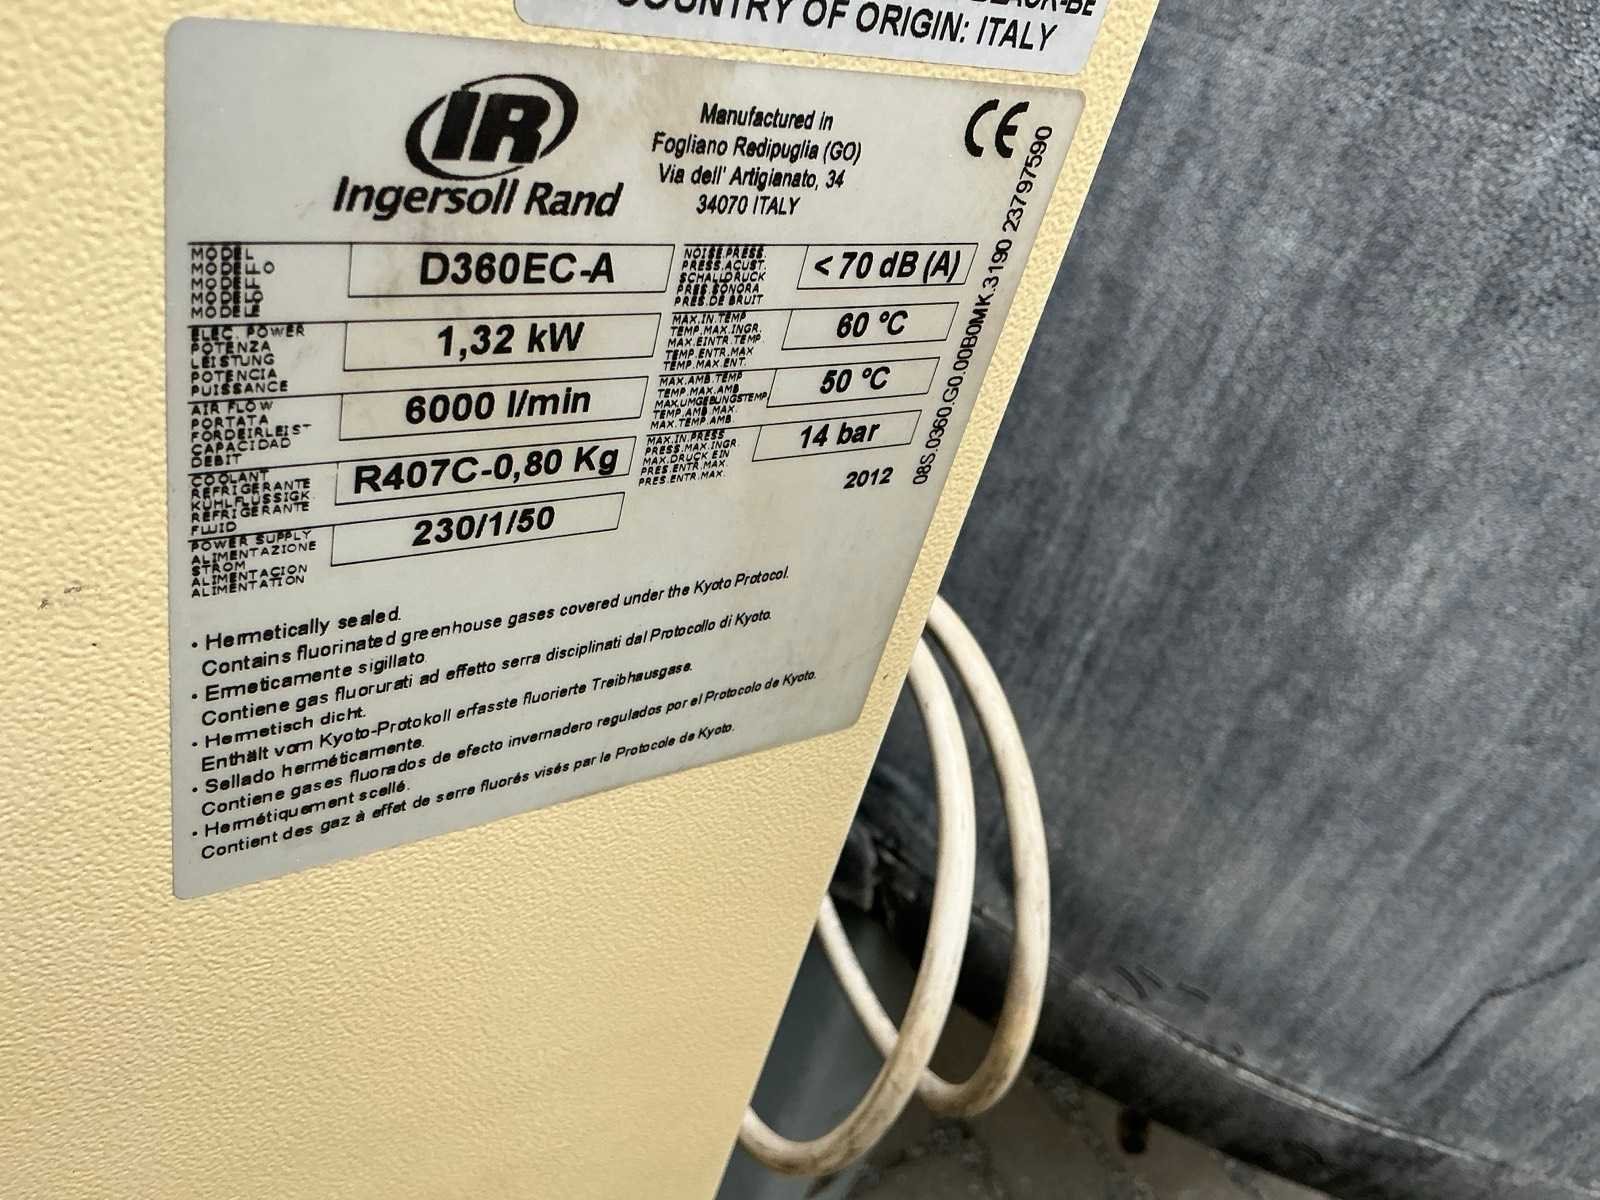 COUNTRY OF ORIGIN: ITALY
IR
Ingersoll Rand
Manufactured in
Fogliano Redipuglia (GO)
Via dell' Artigianato, 34
34070 ITALY
CE
MODEL
MODELLO
MODELL
MODELO
MODELE
D360EC-A
ELEC. POWER
POTENZA
LEISTUNG
POTENCIA
PUISSANCE
1,32 kW
AIR FLOW
PORTATA
FORDEIRLEIST
CAPACIDAD
DEBIT
6000 l/min
COOLANT
REFRIGERANTE
KUHLFLUSSIGK.
REFRIGERANTE
FLUID
R407C-0,80 Kg
POWER SUPPLY
ALIMENTAZIONE
STROM
ALIMENTACION
ALIMENTATION
230/1/50
NOISE.PRESS.
PRESS.ACUST.
SCHALLDRUCK
PRES.SONORA
PRES.DE BRUIT
< 70 dB (A)
MAX.IN.TEMP
TEMP.MAX.INGR.
MAX.EINTR.TEMP.
TEMP.ENTR.MAX
TEMP.MAX.ENT.
60 °C
MAX.AMB.TEMP
TEMP.MAX.AMB
MAX.UMGEBUNGSTEMP.
TEMP.AMB.MAX.
MAX.TEMP.AMB.
50 °C
MAX.IN.PRESS
PRESS.MAX.INGR.
MAX.DRUCK EIN
PRES.ENTR.MAX.
PRES.ENTR.MAX.
14 bar
2012
08S.0360.G0.00B0MK.3190 23797590
• Hermetically sealed.
Contains fluorinated greenhouse gases covered under the Kyoto Protocol.
• Ermeticamente sigillato
Contiene gas fluorurati ad effetto serra disciplinati dal Protocollo di Kyoto.
• Hermetisch dicht.
Enthält vom Kyoto-Protokoll erfasste fluorierte Treibhausgase.
• Sellado herméticamente.
Contiene gases fluorados de efecto invernadero regulados por el Protocolo de Kyoto.
• Hermétiquement scellé.
Contient des gaz à effet de serre fluorés visés par le Protocole de Kyoto.